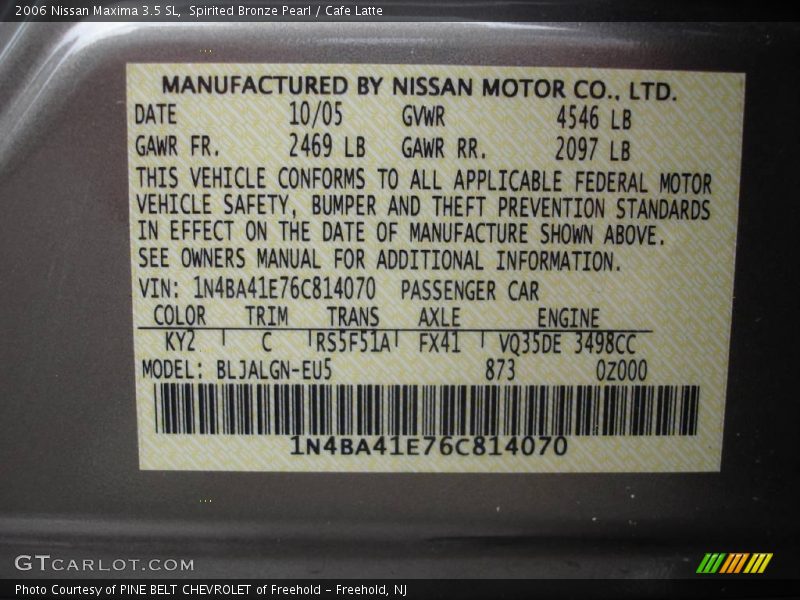 2006 Nissan Maxima 3.5 SL, Spirited Bronze Pearl / Cafe Latte
MANUFACTURED BY NISSAN MOTOR CO., LTD.
DATE 10/05 GVWR 4546 LB
GAWR FR. 2469 LB GAWR RR. 2097 LB
THIS VEHICLE CONFORMS TO ALL APPLICABLE FEDERAL MOTOR
VEHICLE SAFETY, BUMPER AND THEFT PREVENTION STANDARDS
IN EFFECT ON THE DATE OF MANUFACTURE SHOWN ABOVE.
SEE OWNERS MANUAL FOR ADDITIONAL INFORMATION.
VIN: 1N4BA41E76C814070 PASSENGER CAR
COLOR TRIM TRANS AXLE ENGINE
KY2 C RS5F51A FX41 VQ35DE 3498CC
MODEL: BLJALGN-EU5 873 0Z000
1N4BA41E76C814070
GTCARLOT.COM
Photo Courtesy of PINE BELT CHEVROLET of Freehold - Freehold, NJ